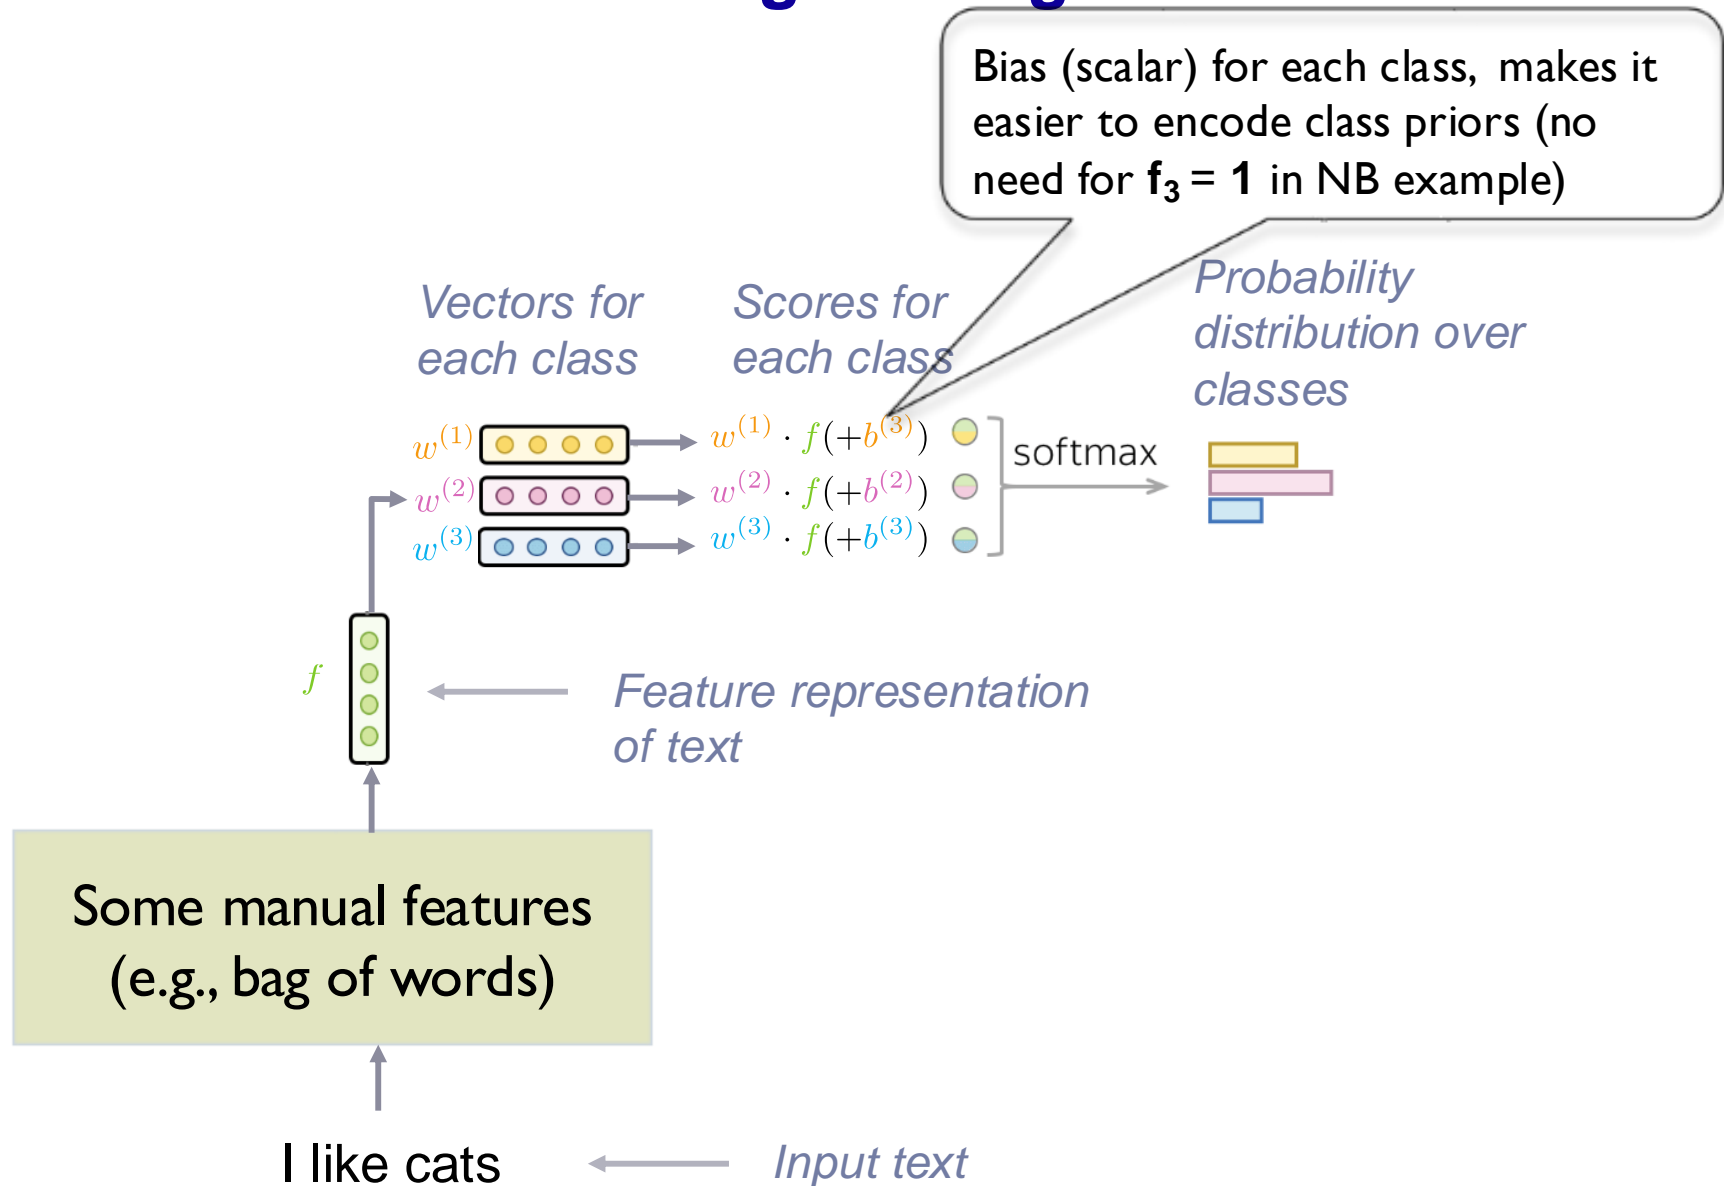 Bias (scalar) for each class, makes it
easier to encode class priors (no
need for f₃ = 1 in NB example)
Vectors for
each class
Scores for
each class
Probability
distribution over
classes
w⁽¹⁾
w⁽¹⁾ · f(+b⁽³⁾)
w⁽²⁾
w⁽²⁾ · f(+b⁽²⁾)
w⁽³⁾
w⁽³⁾ · f(+b⁽³⁾)
softmax
f
Feature representation
of text
Some manual features
(e.g., bag of words)
I like cats
Input text